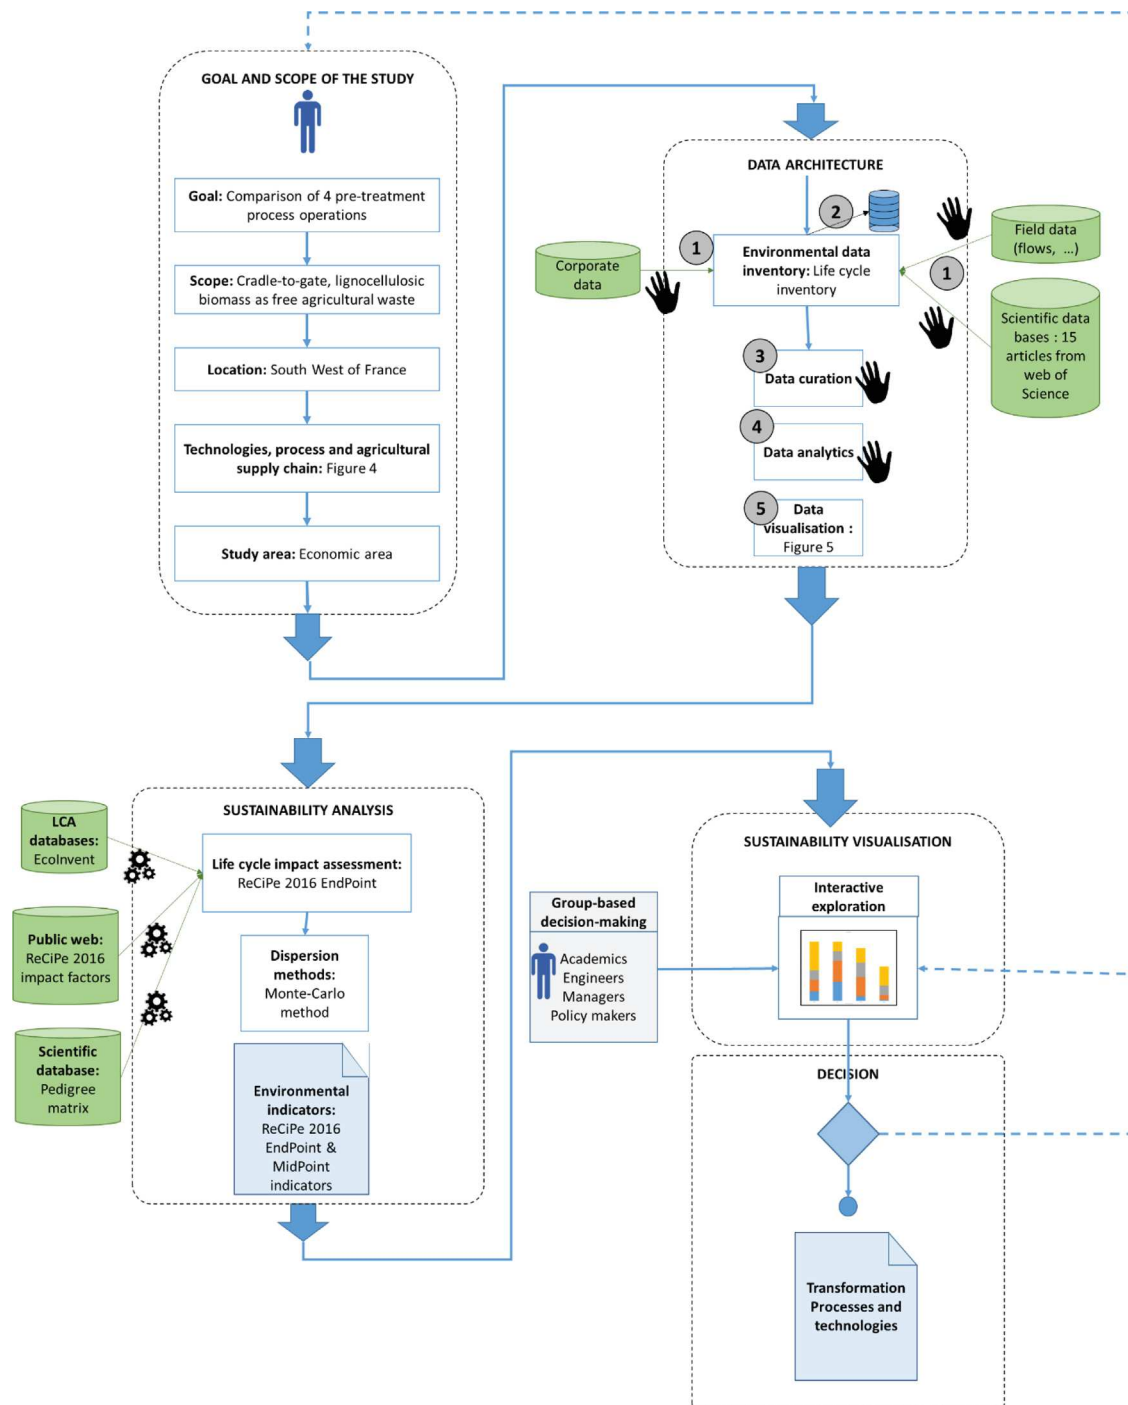 GOAL AND SCOPE OF THE STUDY
Goal: Comparison of 4 pre-treatment
process operations
Scope: Cradle-to-gate, lignocellulosic
biomass as free agricultural waste
Location: South West of France
Technologies, process and agricultural
supply chain: Figure 4
Study area: Economic area
DATA ARCHITECTURE
2
1
Environmental data
inventory: Life cycle
inventory
Corporate
data
Field data
(flows, ...)
1
Scientific data
bases : 15
articles from
web of
Science
3
Data curation
4
Data analytics
5
Data
visualisation :
Figure 5
SUSTAINABILITY ANALYSIS
LCA
databases:
EcoInvent
Life cycle impact assessment:
ReCiPe 2016 EndPoint
Public web:
ReCiPe 2016
impact factors
Dispersion
methods:
Monte-Carlo
method
Scientific
database:
Pedigree
matrix
Environmental
indicators:
ReCiPe 2016
EndPoint &
MidPoint
indicators
SUSTAINABILITY VISUALISATION
Interactive
exploration
Group-based
decision-making
Academics
Engineers
Managers
Policy makers
DECISION
Transformation
Processes and
technologies